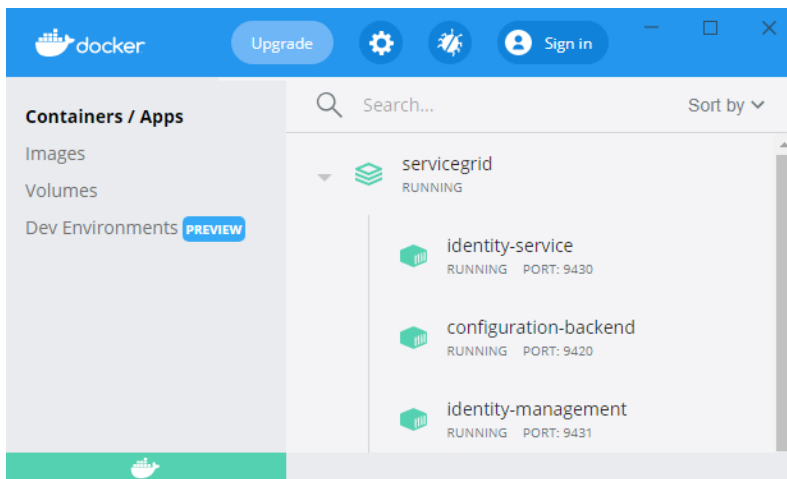 docker
Upgrade
Sign in
Containers / Apps
Images
Volumes
Dev Environments PREVIEW
Search...
Sort by
servicegrid
RUNNING
identity-service
RUNNING PORT: 9430
configuration-backend
RUNNING PORT: 9420
identity-management
RUNNING PORT: 9431